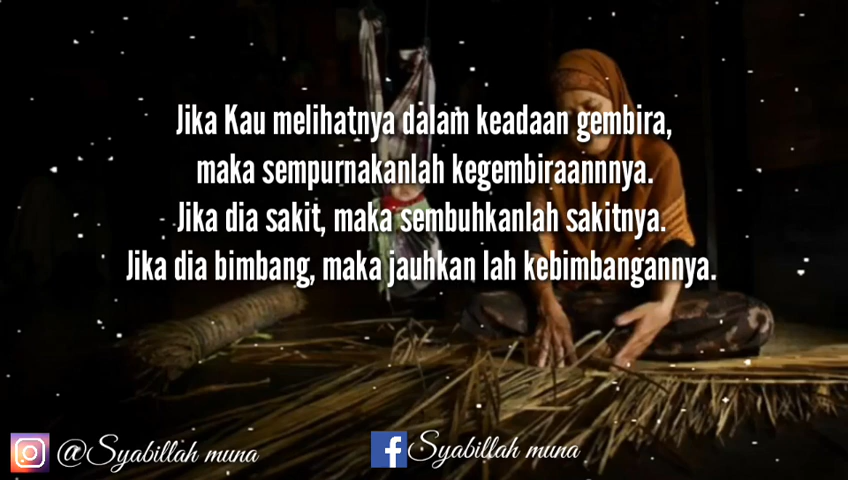 Jika Kau melihatnya dalam keadaan gembira,
maka sempurnakanlah kegembiraannnya.
Jika dia sakit, maka sembuhkanlah sakitnya.
Jika dia bimbang, maka jauhkan lah kebimbangannya.
@Syabillah muna
Syabillah muna